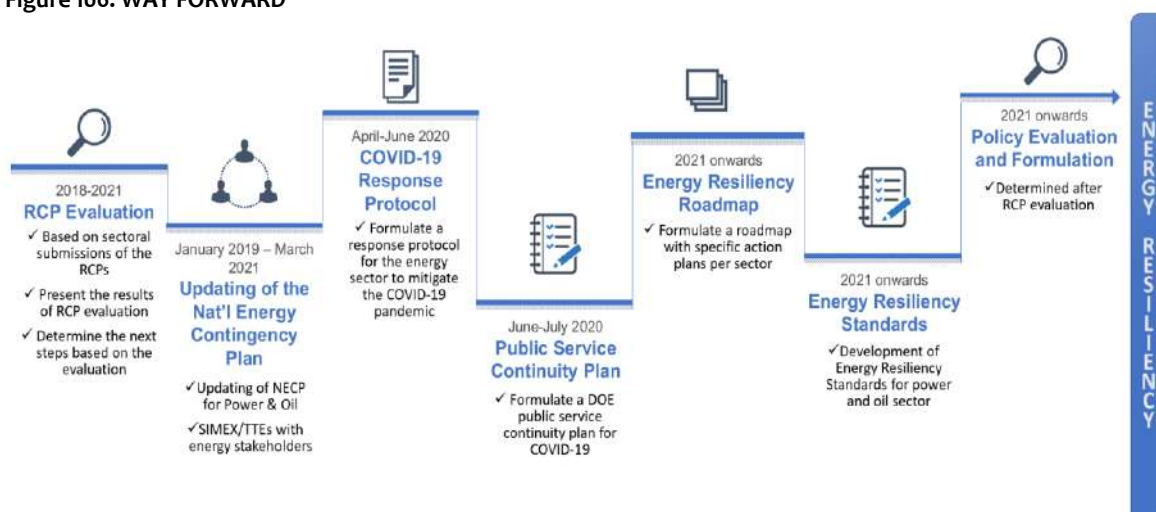 Figure 106. WAY FORWARD
2018-2021
RCP Evaluation
✓ Based on sectoral
submissions of the
RCPs
✓ Present the results
of RCP evaluation
✓ Determine the next
steps based on the
evaluation
January 2019 – March
2021
Updating of the
Nat'l Energy
Contingency
Plan
✓Updating of NECP
for Power & Oil
✓SIMEX/TTEs with
energy stakeholders
April-June 2020
COVID-19
Response
Protocol
✓ Formulate a
response protocol
for the energy
sector to mitigate
the COVID-19
pandemic
June-July 2020
Public Service
Continuity Plan
✓ Formulate a DOE
public service
continuity plan for
COVID-19
2021 onwards
Energy Resiliency
Roadmap
✓ Formulate a roadmap
with specific action
plans per sector
2021 onwards
Energy Resiliency
Standards
✓Development of
Energy Resiliency
Standards for power
and oil sector
2021 onwards
Policy Evaluation
and Formulation
✓Determined after
RCP evaluation
ENERGY RESILIENCY